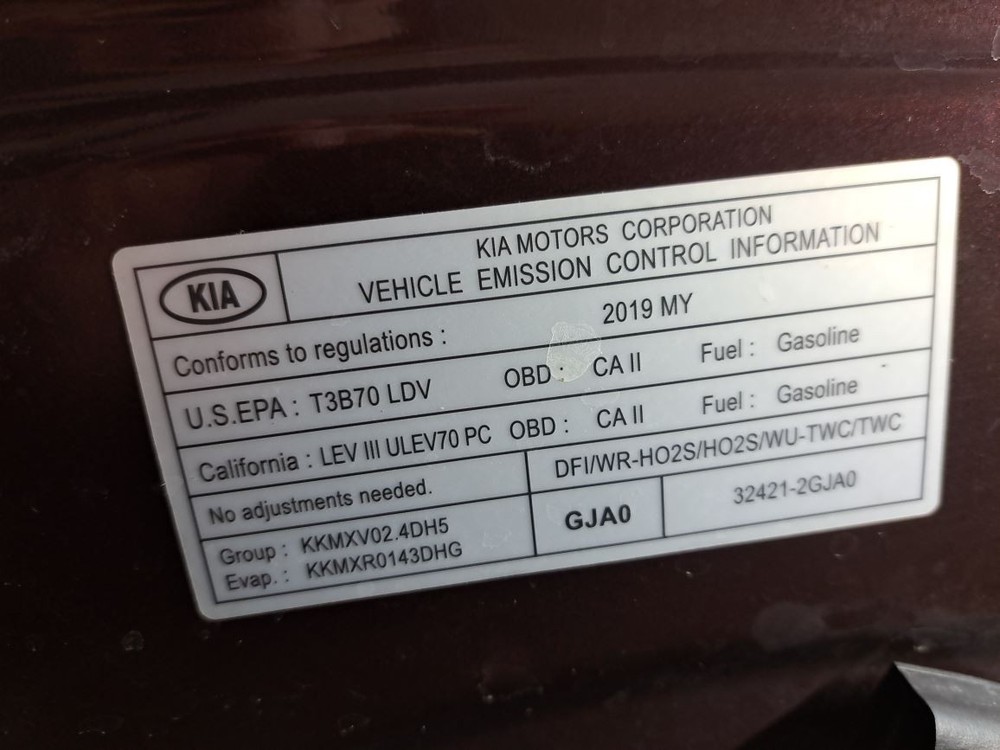 KIA
KIA MOTORS CORPORATION
VEHICLE EMISSION CONTROL INFORMATION
Conforms to regulations : 2019 MY
U.S.EPA : T3B70 LDV OBD : CA II Fuel : Gasoline
California : LEV III ULEV70 PC OBD : CA II Fuel : Gasoline
No adjustments needed. DFI/WR-HO2S/HO2S/WU-TWC/TWC
Group : KKMXV02.4DH5
Evap. : KKMXR0143DHG
GJA0
32421-2GJA0